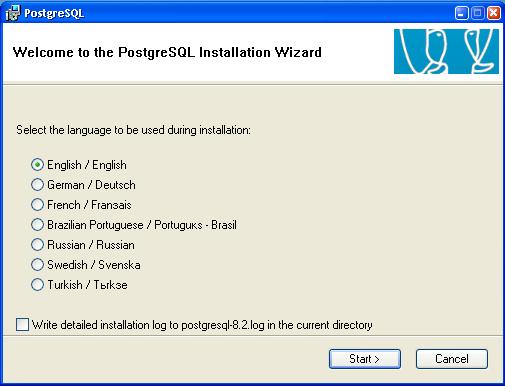 PostgreSQL
Welcome to the PostgreSQL Installation Wizard
Select the language to be used during installation:
English / English
German / Deutsch
French / Franзais
Brazilian Portuguese / Portuguкs - Brasil
Russian / Russian
Swedish / Svenska
Turkish / Tьrkзe
Write detailed installation log to postgresql-8.2.log in the current directory
Start >
Cancel